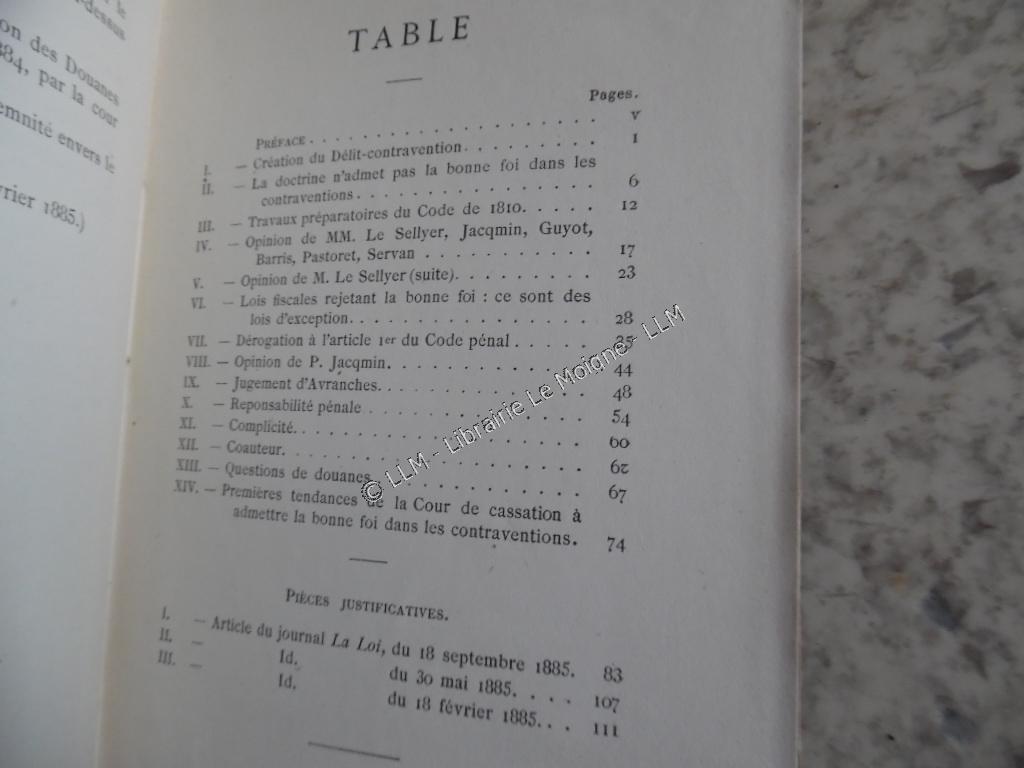 r le
-dessus
on des Douanes
884, par la cour
emnité envers le
vrier 1885.)
TABLE
Pages.
PRÉFACE . . . . . . . . . . . . . . . . . . . V
I. — Création du Délit-contravention. . . . . . . . . . 1
II. — La doctrine n'admet pas la bonne foi dans les
contraventions . . . . . . . . . . . . . . 6
III. — Travaux préparatoires du Code de 1810. . . . . 12
IV. — Opinion de MM. Le Sellyer, Jacqmin, Guyot,
Barris, Pastoret, Servan . . . . . . . . . . . 17
V. — Opinion de M. Le Sellyer (suite). . . . . . . . . 23
VI. — Lois fiscales rejetant la bonne foi : ce sont des
lois d'exception. . . . . . . . . . . . . . . 28
VII. — Dérogation à l'article 1er du Code pénal . . . . .
VIII. — Opinion de P. Jacqmin. . . . . . . . . . . . 44
IX. — Jugement d'Avranches. . . . . . . . . . . . 48
X. — Reponsabilité pénale . . . . . . . . . . . . 54
XI. — Complicité. . . . . . . . . . . . . . . . 60
XII. — Coauteur. . . . . . . . . . . . . . . . . 62
XIII. — Questions de douanes . . . . . . . . . . . . 67
XIV. — Premières tendances de la Cour de cassation à
admettre la bonne foi dans les contraventions. 74
PIÈCES JUSTIFICATIVES.
I. — Article du journal La Loi, du 18 septembre 1885. 83
II. — Id. du 30 mai 1885. . . . 107
III. — Id. du 18 février 1885. . . 111
© LLM - Librairie Le Moigne - LLM